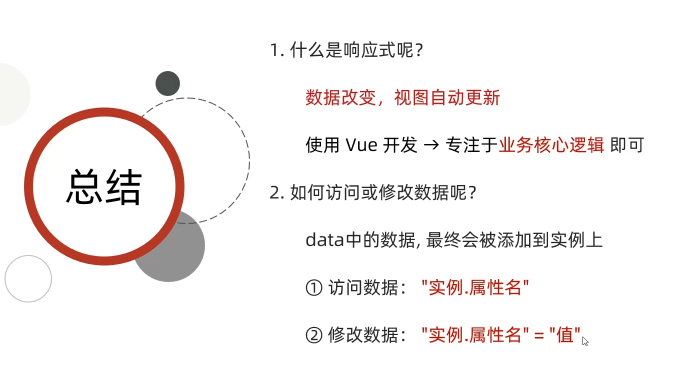 总结
1. 什么是响应式呢？
数据改变，视图自动更新
使用 Vue 开发 → 专注于业务核心逻辑 即可
2. 如何访问或修改数据呢？
data中的数据, 最终会被添加到实例上
① 访问数据： "实例.属性名"
② 修改数据： "实例.属性名" = "值"